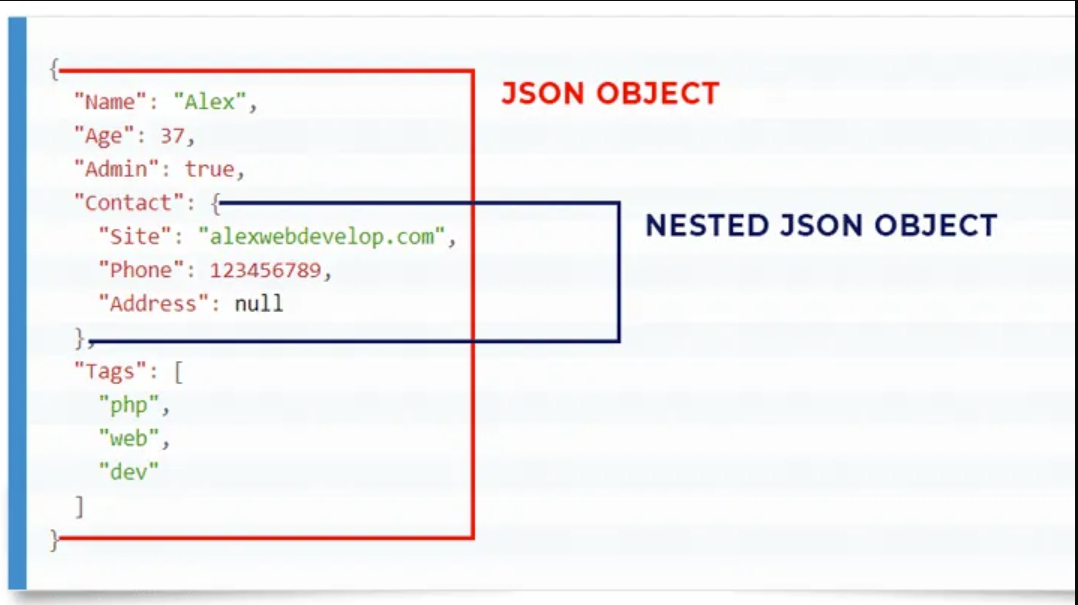 {
"Name": "Alex",
JSON OBJECT
"Age": 37,
"Admin": true,
"Contact": {
NESTED JSON OBJECT
"Site": "alexwebdevelop.com",
"Phone": 123456789,
"Address": null
},
"Tags": [
"php",
"web",
"dev"
]
}